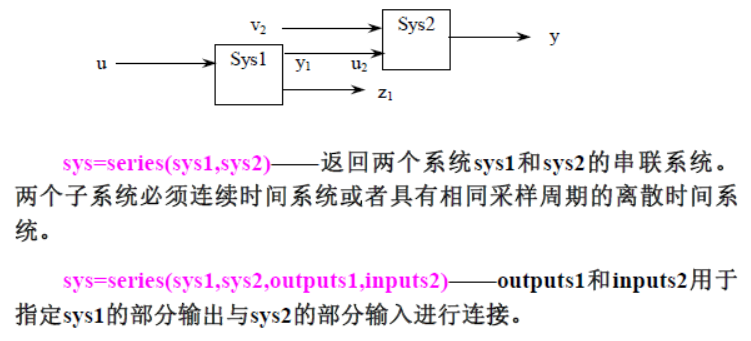 v₂ Sys2 y
u Sys1 y₁ u₂
z₁
sys=series(sys1,sys2)——返回两个系统sys1和sys2的串联系统。
两个子系统必须连续时间系统或者具有相同采样周期的离散时间系
统。
sys=series(sys1,sys2,outputs1,inputs2)——outputs1和inputs2用于
指定sys1的部分输出与sys2的部分输入进行连接。